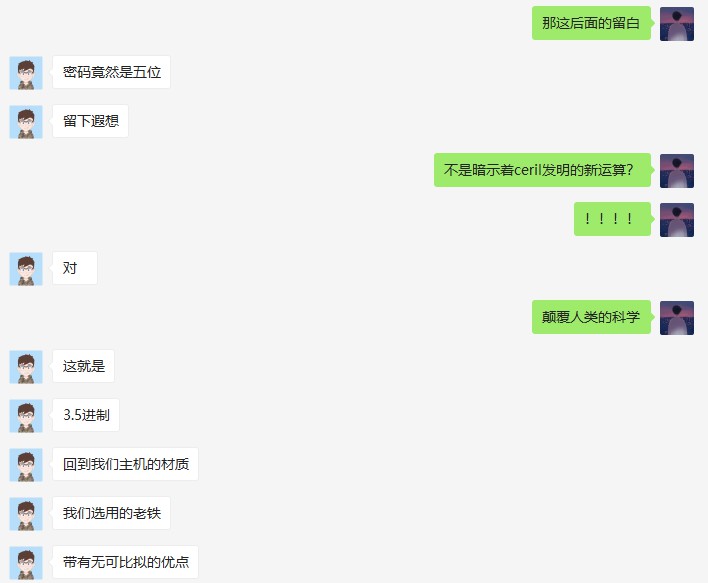 那这后面的留白
密码竟然是五位
留下遐想
不是暗示着ceril发明的新运算？
！！！！
对
颠覆人类的科学
这就是
3.5进制
回到我们主机的材质
我们选用的老铁
带有无可比拟的优点